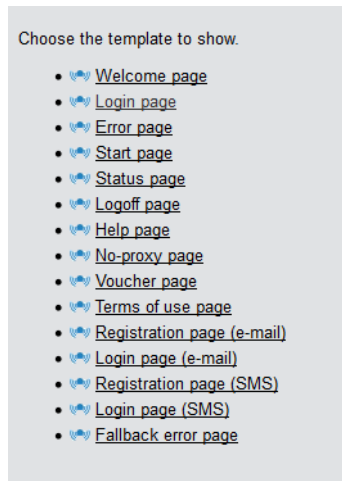 Choose the template to show.
Welcome page
Login page
Error page
Start page
Status page
Logoff page
Help page
No-proxy page
Voucher page
Terms of use page
Registration page (e-mail)
Login page (e-mail)
Registration page (SMS)
Login page (SMS)
Fallback error page